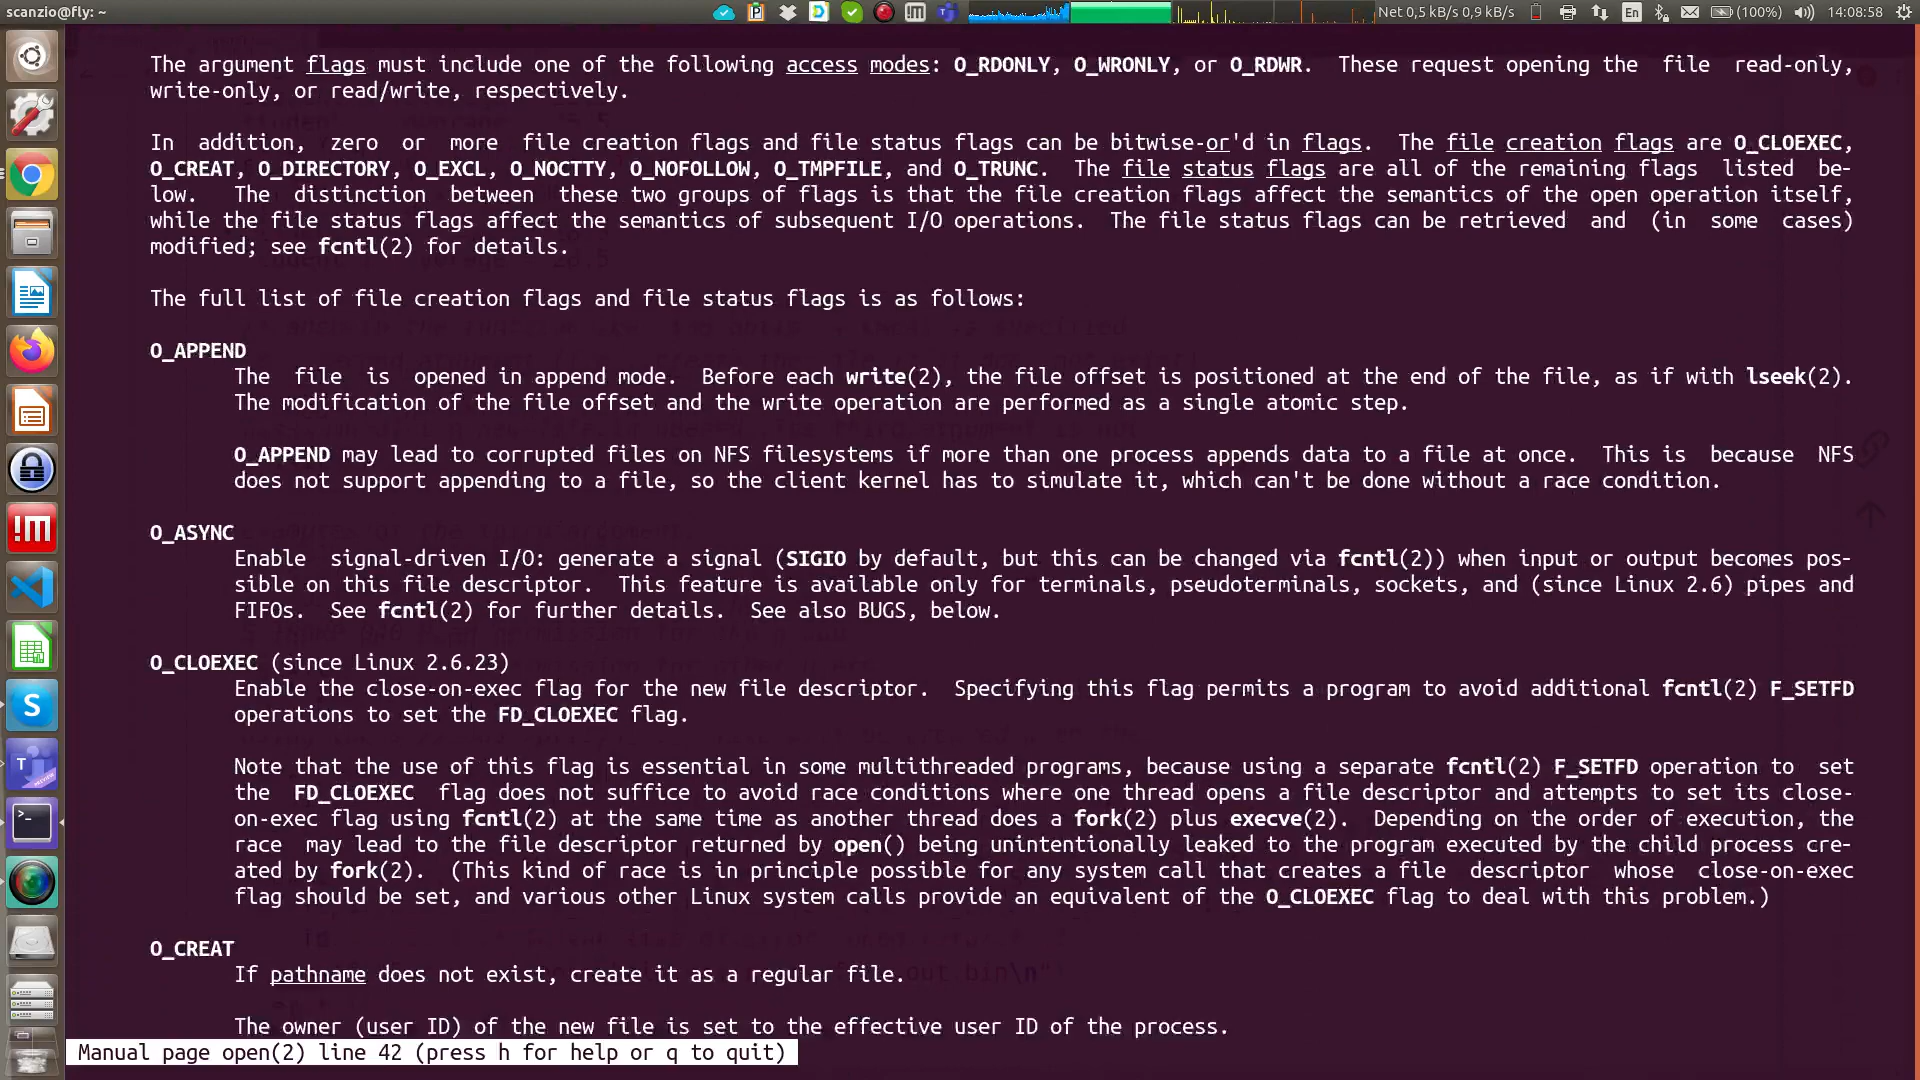 scanzio@fly: ~
Net 0,5 kB/s 0,9 kB/s
En
(100%)
14:08:58
The argument flags must include one of the following access modes: O_RDONLY, O_WRONLY, or O_RDWR. These request opening the file read-only,
write-only, or read/write, respectively.
In addition, zero or more file creation flags and file status flags can be bitwise-or'd in flags. The file creation flags are O_CLOEXEC,
O_CREAT, O_DIRECTORY, O_EXCL, O_NOCTTY, O_NOFOLLOW, O_TMPFILE, and O_TRUNC. The file status flags are all of the remaining flags listed be-
low. The distinction between these two groups of flags is that the file creation flags affect the semantics of the open operation itself,
while the file status flags affect the semantics of subsequent I/O operations. The file status flags can be retrieved and (in some cases)
modified; see fcntl(2) for details.
The full list of file creation flags and file status flags is as follows:
O_APPEND
The file is opened in append mode. Before each write(2), the file offset is positioned at the end of the file, as if with lseek(2).
The modification of the file offset and the write operation are performed as a single atomic step.
O_APPEND may lead to corrupted files on NFS filesystems if more than one process appends data to a file at once. This is because NFS
does not support appending to a file, so the client kernel has to simulate it, which can't be done without a race condition.
O_ASYNC
Enable signal-driven I/O: generate a signal (SIGIO by default, but this can be changed via fcntl(2)) when input or output becomes pos-
sible on this file descriptor. This feature is available only for terminals, pseudoterminals, sockets, and (since Linux 2.6) pipes and
FIFOs. See fcntl(2) for further details. See also BUGS, below.
O_CLOEXEC (since Linux 2.6.23)
Enable the close-on-exec flag for the new file descriptor. Specifying this flag permits a program to avoid additional fcntl(2) F_SETFD
operations to set the FD_CLOEXEC flag.
Note that the use of this flag is essential in some multithreaded programs, because using a separate fcntl(2) F_SETFD operation to set
the FD_CLOEXEC flag does not suffice to avoid race conditions where one thread opens a file descriptor and attempts to set its close-
on-exec flag using fcntl(2) at the same time as another thread does a fork(2) plus execve(2). Depending on the order of execution, the
race may lead to the file descriptor returned by open() being unintentionally leaked to the program executed by the child process cre-
ated by fork(2). (This kind of race is in principle possible for any system call that creates a file descriptor whose close-on-exec
flag should be set, and various other Linux system calls provide an equivalent of the O_CLOEXEC flag to deal with this problem.)
O_CREAT
If pathname does not exist, create it as a regular file.
The owner (user ID) of the new file is set to the effective user ID of the process.
Manual page open(2) line 42 (press h for help or q to quit)